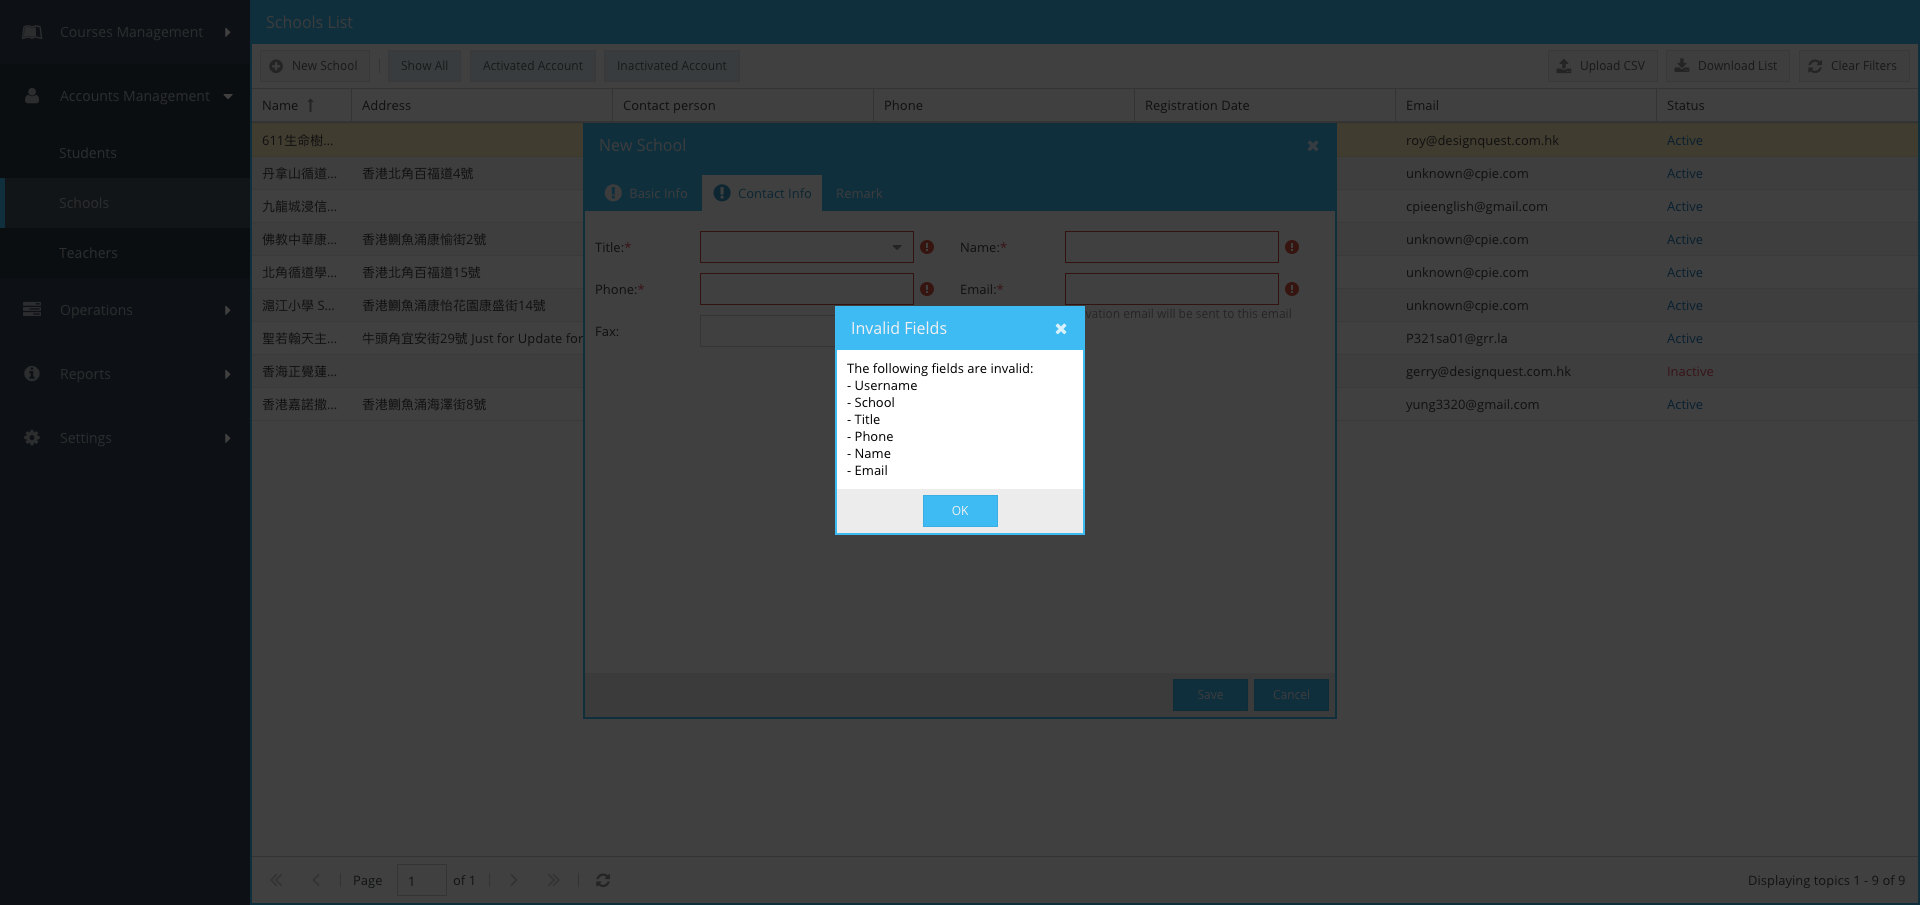 Courses Management
Accounts Management
Students
Schools
Teachers
Operations
Reports
Settings
Schools List
New School
Show All
Activated Account
Inactivated Account
Upload CSV
Download List
Clear Filters
Name Address Contact person Phone Registration Date Email Status
611生命樹... roy@designquest.com.hk Active
丹拿山循道... 香港北角百福道4號 unknown@cpie.com Active
九龍城浸信... cpieenglish@gmail.com Active
佛教中華康... 香港鰂魚涌康愉街2號 unknown@cpie.com Active
北角循道學... 香港北角百福道15號 unknown@cpie.com Active
滬江小學 S... 香港鰂魚涌康怡花園康盛街14號 unknown@cpie.com Active
聖若翰天主... 牛頭角宜安街29號 Just for Update for P321sa01@grr.la Active
香海正覺蓮... gerry@designquest.com.hk Inactive
香港嘉諾撒... 香港鰂魚涌海澤街8號 yung3320@gmail.com Active
New School
Basic Info Contact Info Remark
Title:* Name:*
Phone:* Email:*
vation email will be sent to this email
Fax:
Invalid Fields
The following fields are invalid:
- Username
- School
- Title
- Phone
- Name
- Email
OK
Save Cancel
Page 1 of 1
Displaying topics 1 - 9 of 9